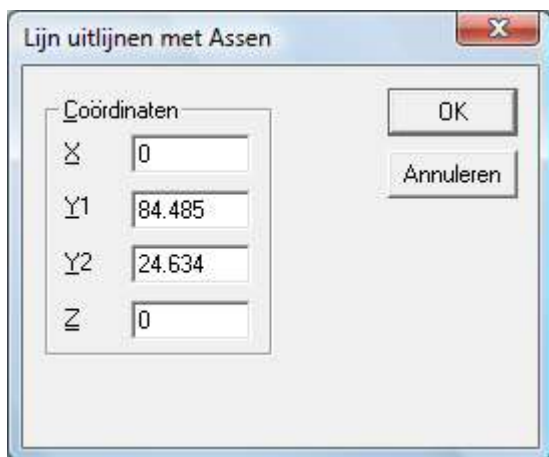 Lijn uitlijnen met Assen
Coördinaten
X 0
Y1 84.485
Y2 24.634
Z 0
OK
Annuleren